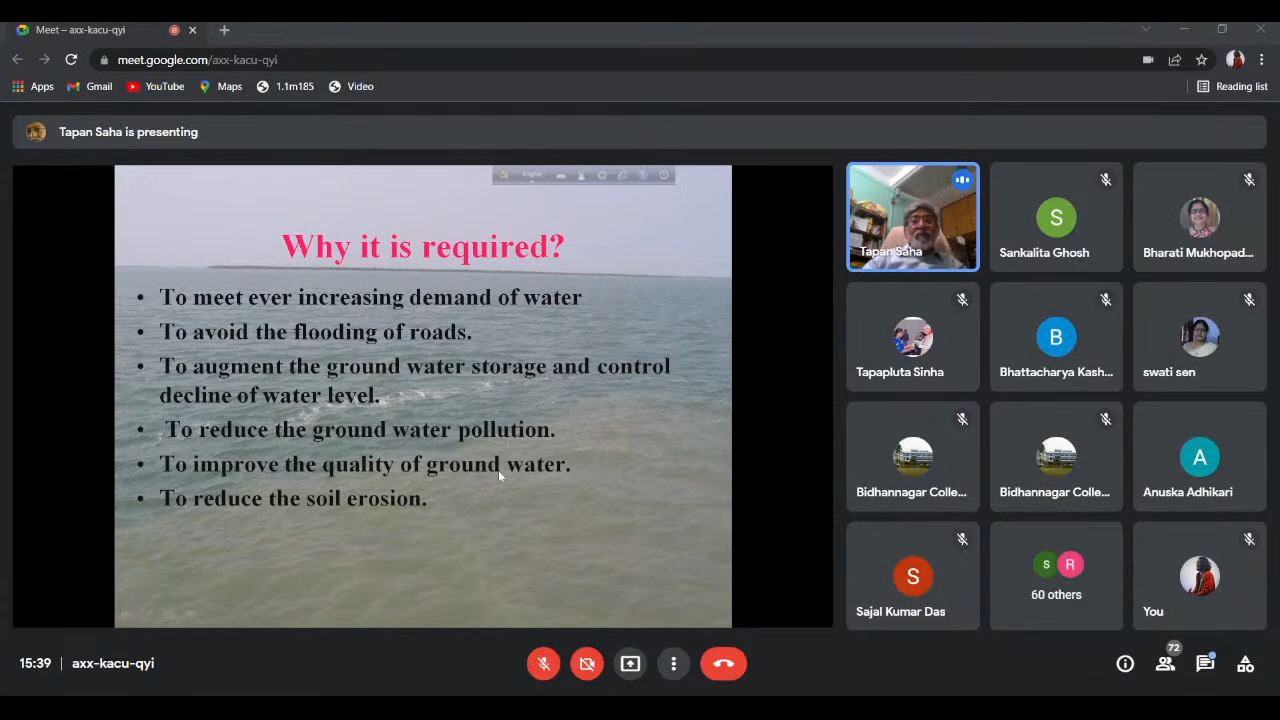 Meet – axx-kacu-qyi
meet.google.com/axx-kacu-qyi
Apps
Gmail
YouTube
Maps
1.1m185
Video
Reading list
Tapan Saha is presenting
English
Why it is required?
• To meet ever increasing demand of water
• To avoid the flooding of roads.
• To augment the ground water storage and control
decline of water level.
• To reduce the ground water pollution.
• To improve the quality of ground water.
• To reduce the soil erosion.
Tapan Saha
S
Sankalita Ghosh
Bharati Mukhopad...
Tapapluta Sinha
B
Bhattacharya Kash...
swati sen
Bidhannagar Colle...
Bidhannagar Colle...
A
Anuska Adhikari
S
Sajal Kumar Das
S R
60 others
You
15:39 | axx-kacu-qyi
72